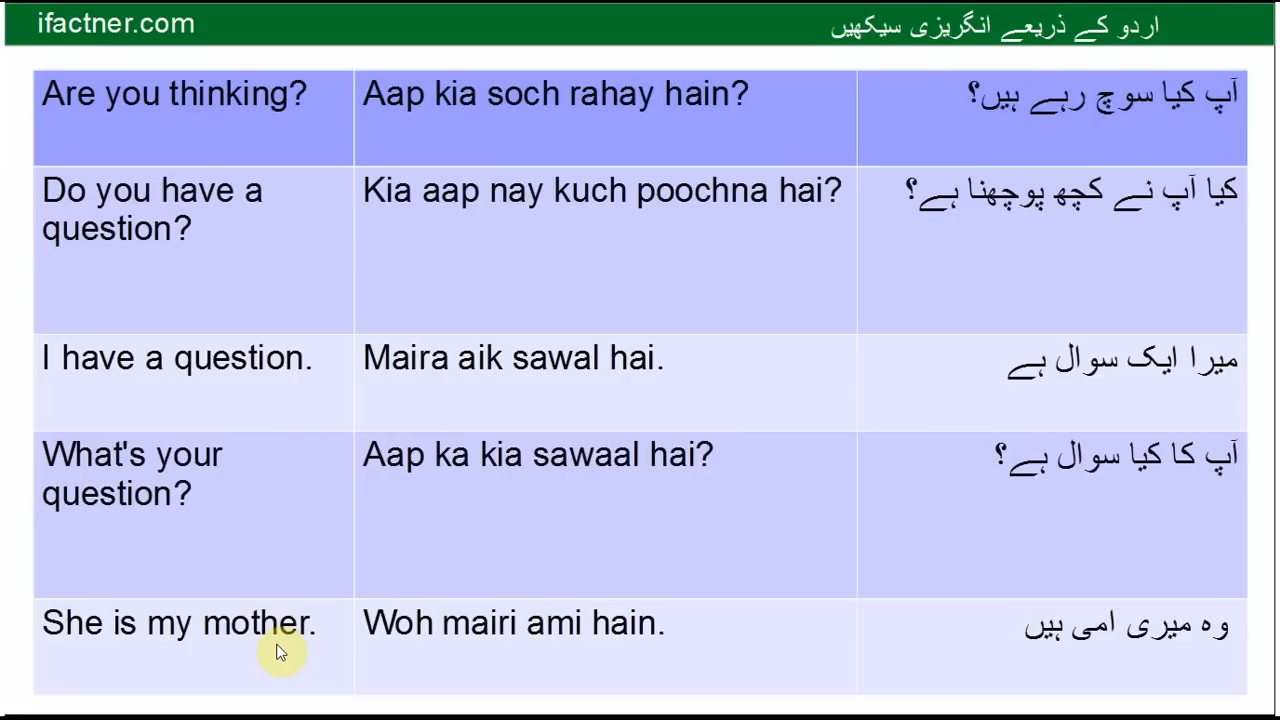 ifactner.com
اردو کے ذریعے انگریزی سیکھیں
Are you thinking?
Aap kia soch rahay hain?
آپ کیا سوچ رہے ہیں؟
Do you have a
question?
Kia aap nay kuch poochna hai?
کیا آپ نے کچھ پوچھنا ہے؟
I have a question.
Maira aik sawal hai.
میرا ایک سوال ہے
What's your
question?
Aap ka kia sawaal hai?
آپ کا کیا سوال ہے؟
She is my mother.
Woh mairi ami hain.
وہ میری امی ہیں